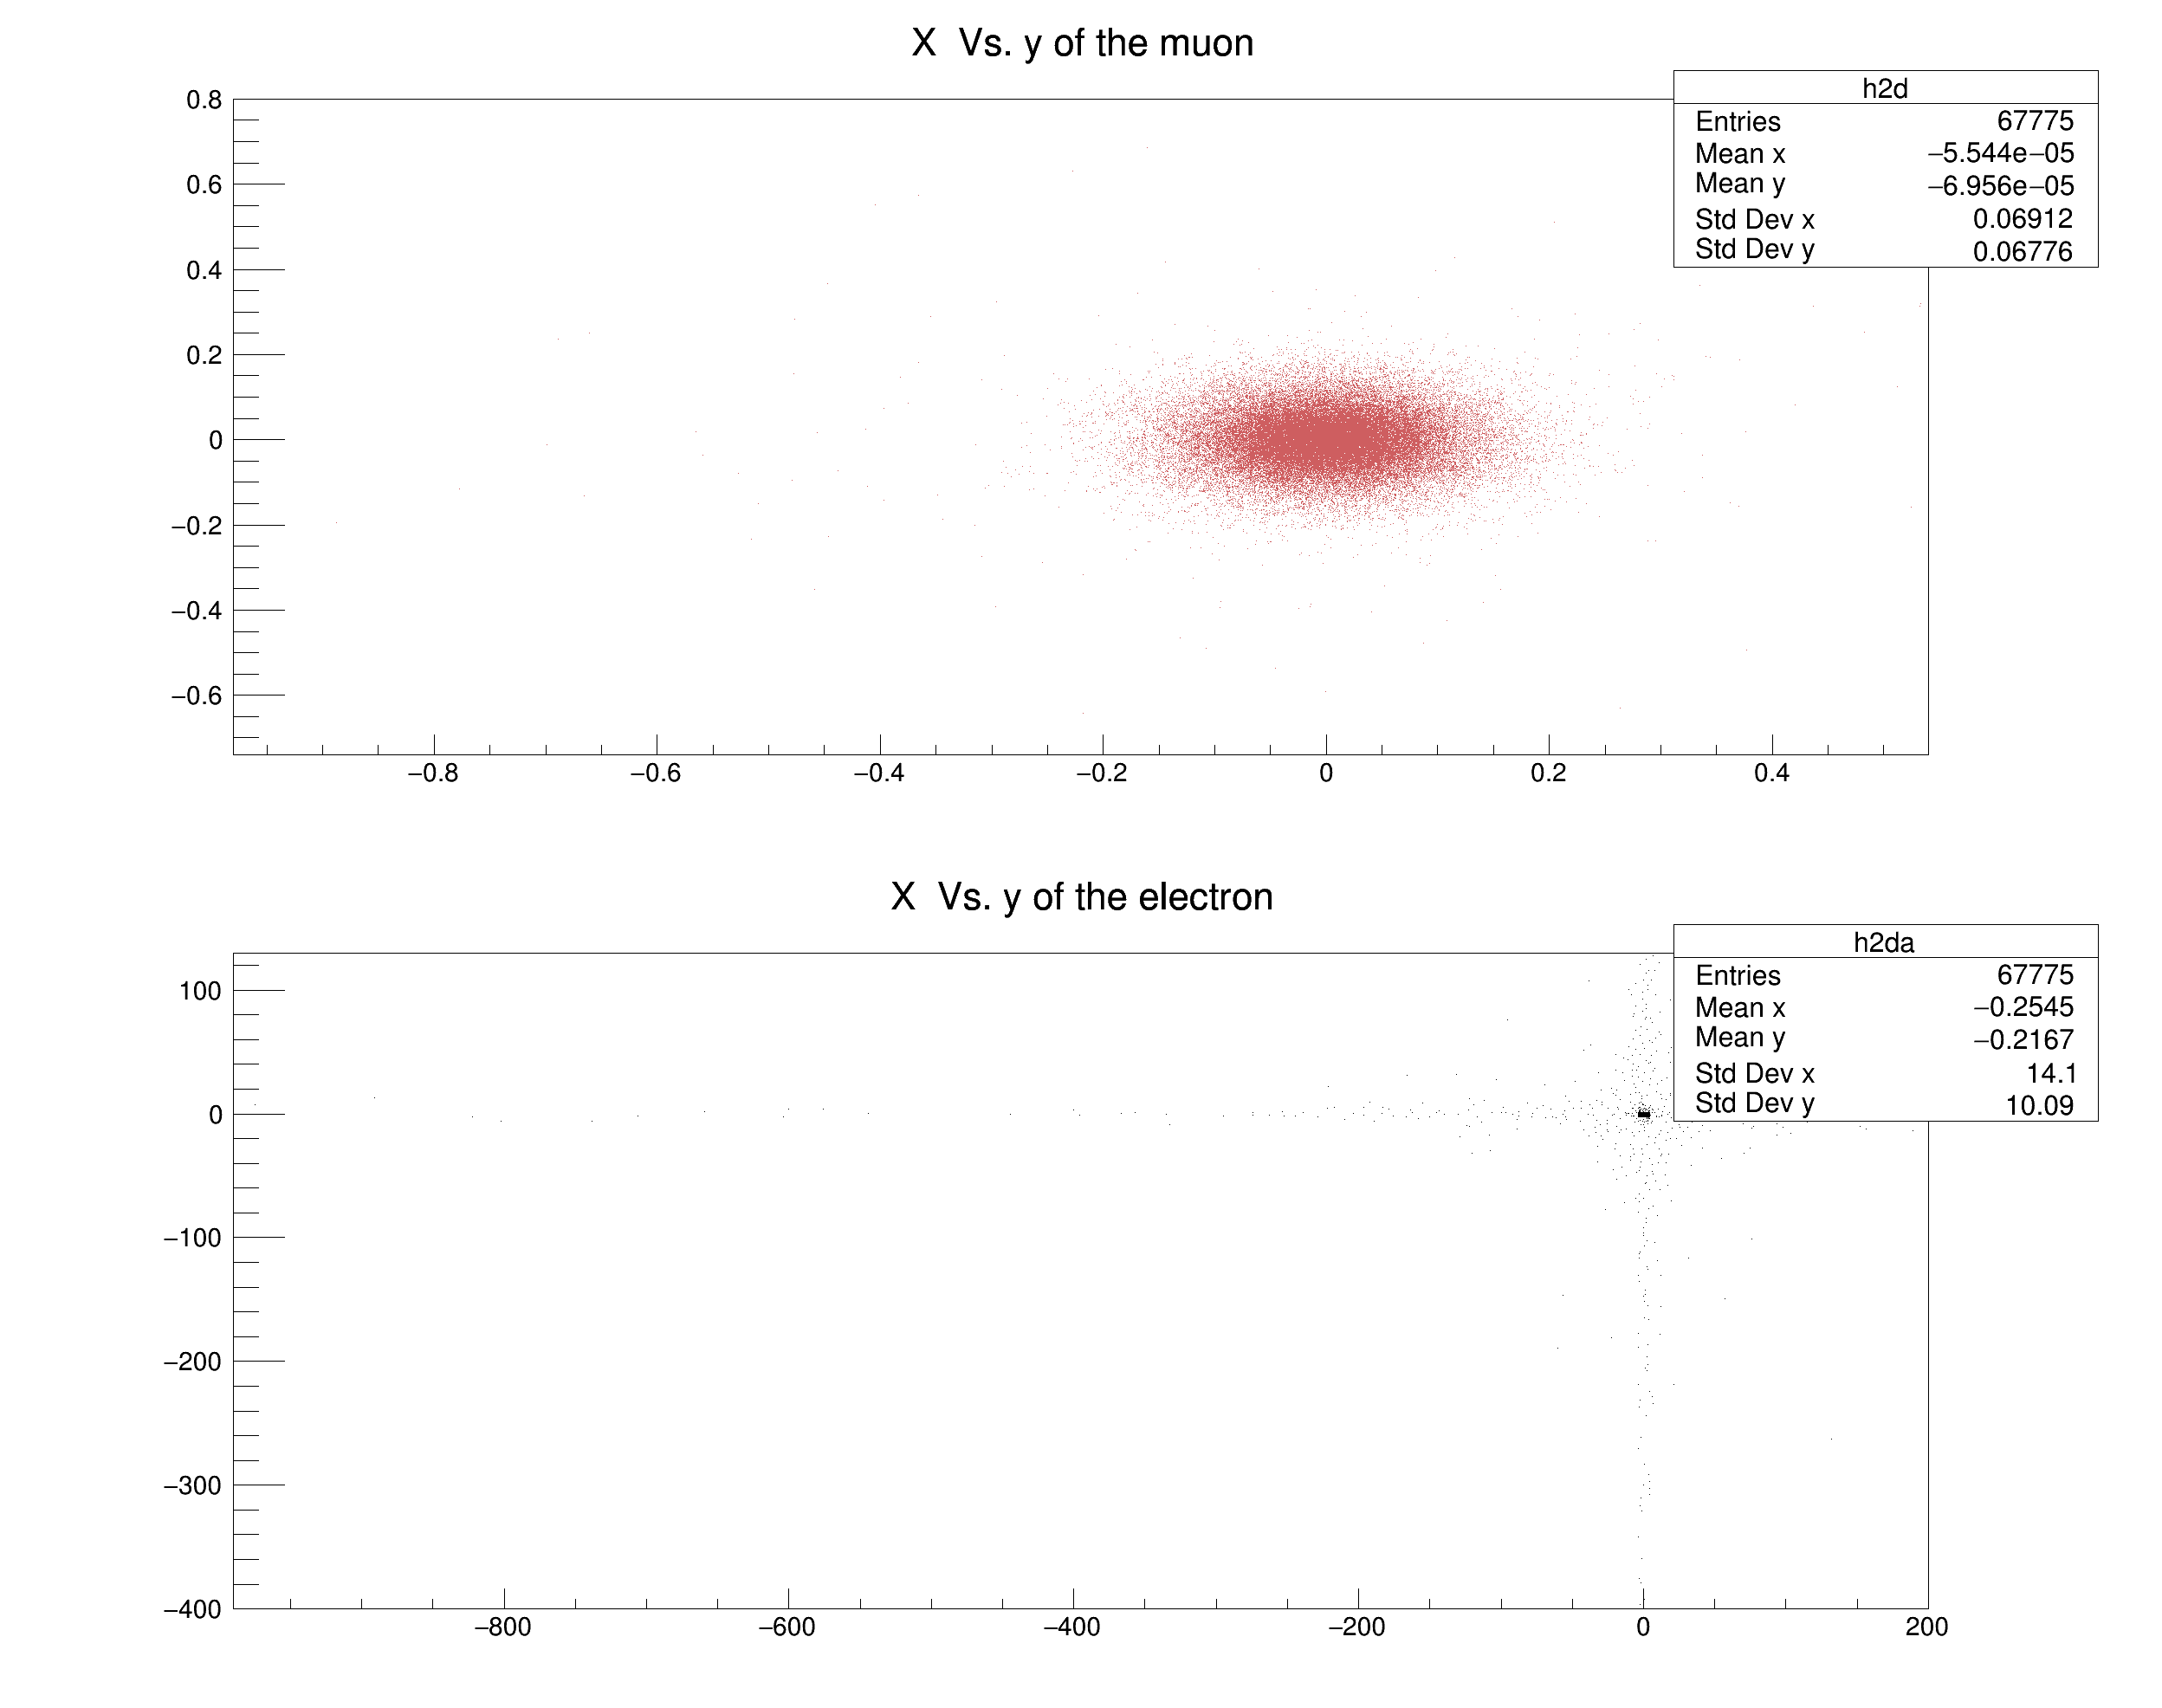 X Vs. y of the muon
h2d
Entries 67775
Mean x −5.544e−05
Mean y −6.956e−05
Std Dev x 0.06912
Std Dev y 0.06776
0.8
0.6
0.4
0.2
0
−0.2
−0.4
−0.6
−0.8 −0.6 −0.4 −0.2 0 0.2 0.4
X Vs. y of the electron
h2da
Entries 67775
Mean x −0.2545
Mean y −0.2167
Std Dev x 14.1
Std Dev y 10.09
100
0
−100
−200
−300
−400
−800 −600 −400 −200 0 200